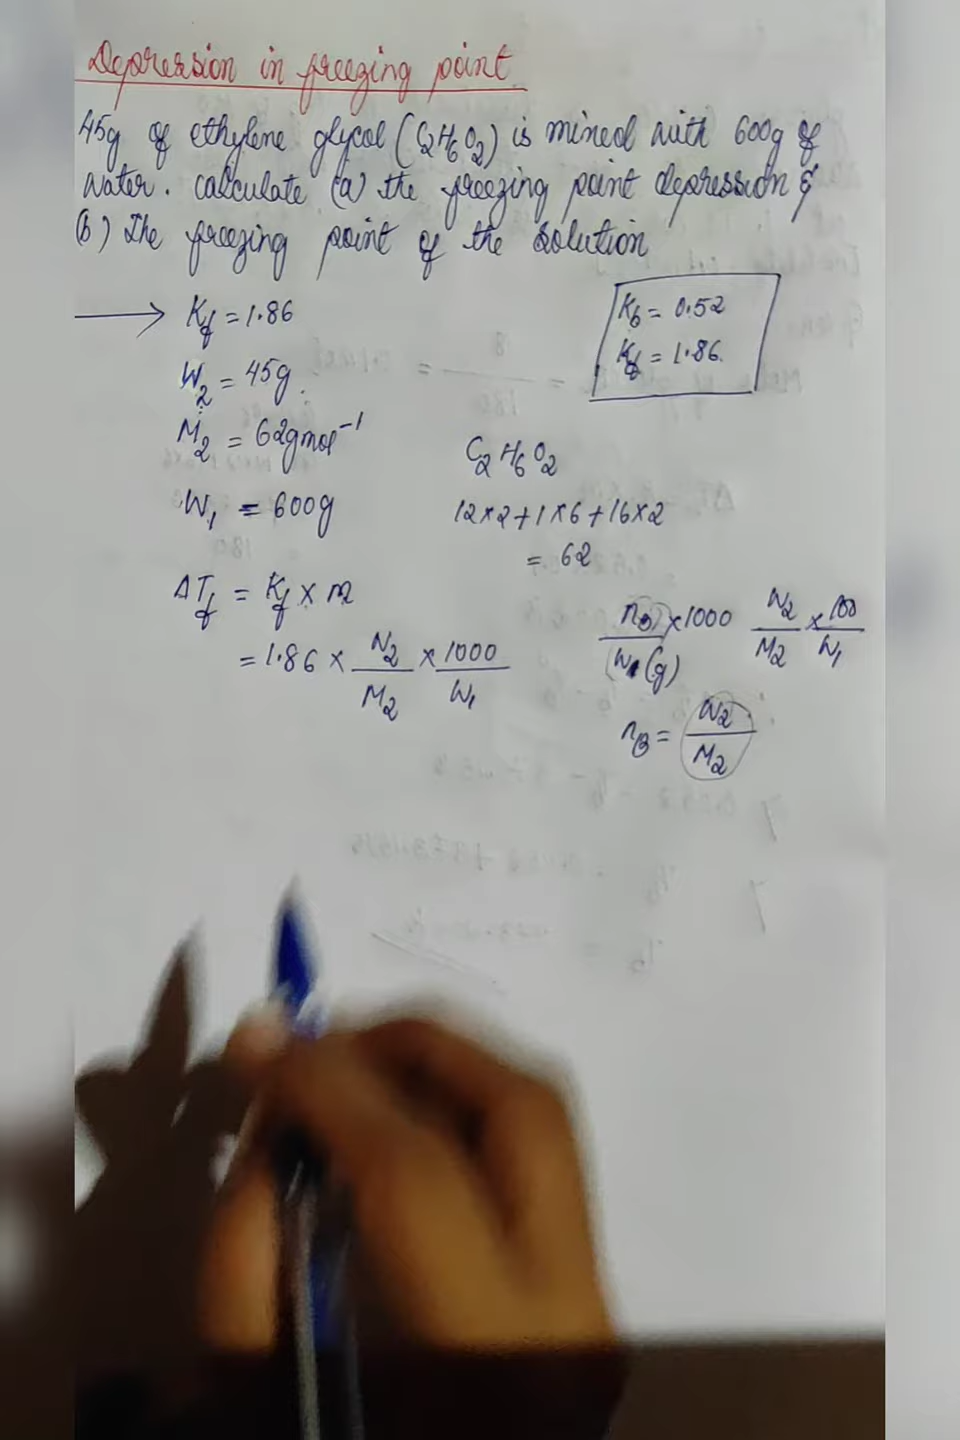 Depression in freezing point
45g of ethylene glycol (C2H6O2) is mixed with 600g of
water. calculate (a) the freezing point depression &
(b) The freezing point of the solution
Kf = 1.86
Kb = 0.52
Kf = 1.86.
W2 = 45g.
M2 = 62gmol⁻¹
C2H6O2
W1 = 600g
12×2+1×6+16×2
= 62
ΔTf = Kf × m
nB/W1(g) ×1000 W2/M2 × 100/W1
= 1.86 × W2/M2 × 1000/W1
nB = W2/M2